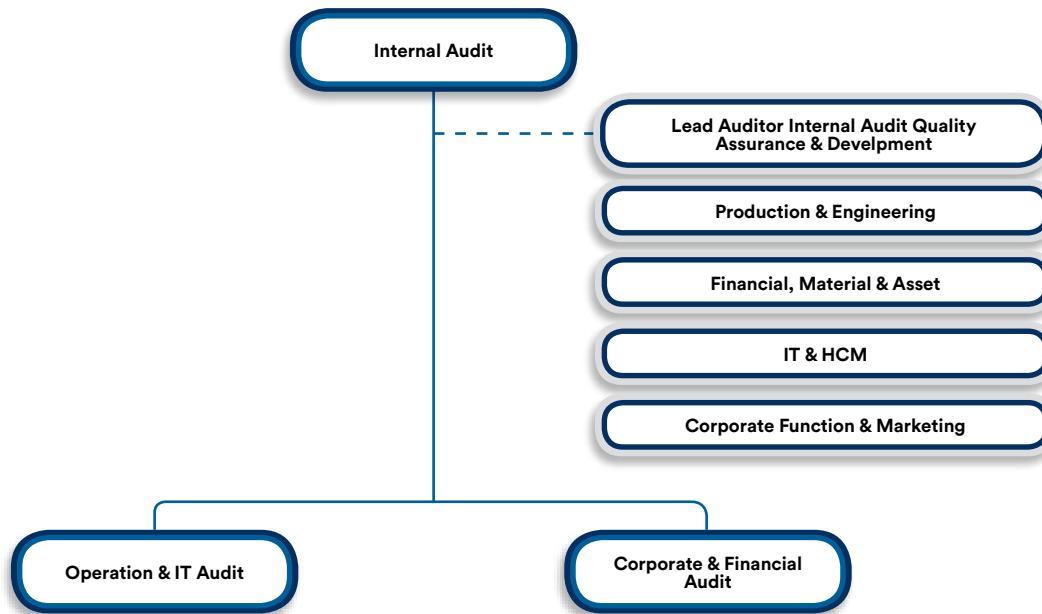 Internal Audit
Lead Auditor Internal Audit Quality
Assurance & Develpment
Production & Engineering
Financial, Material & Asset
IT & HCM
Corporate Function & Marketing
Operation & IT Audit
Corporate & Financial
Audit